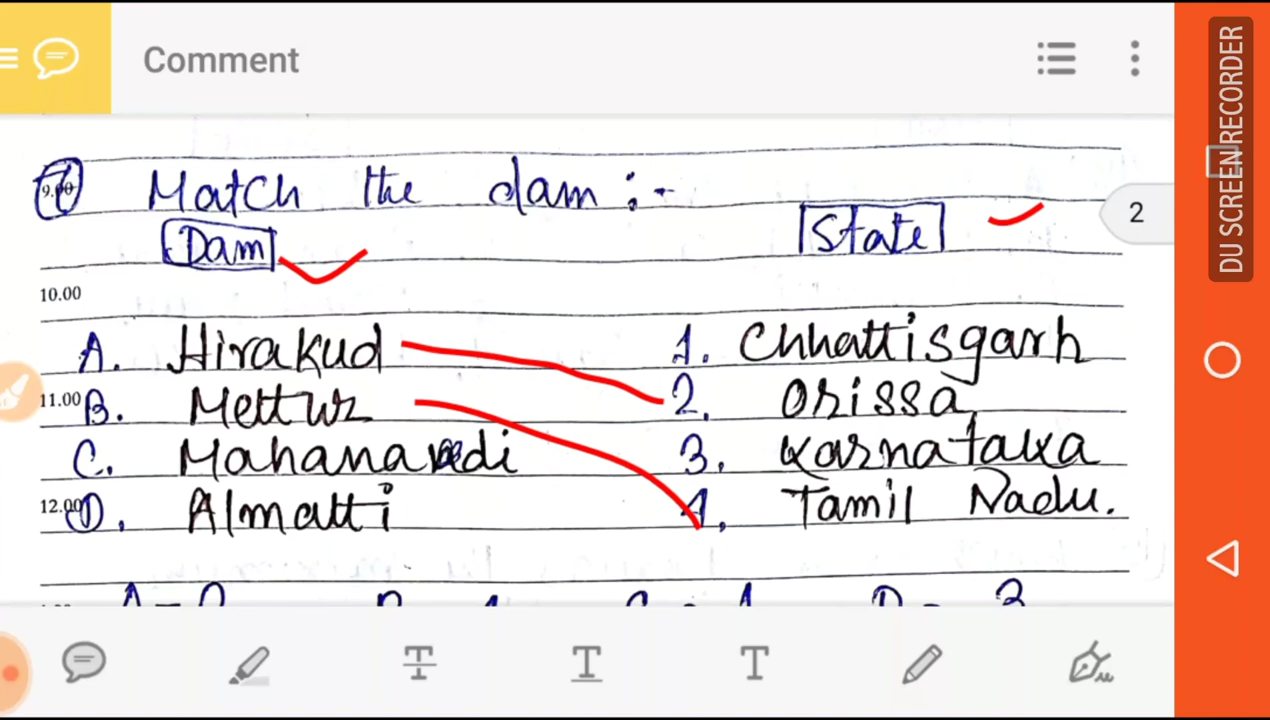 Comment
9.00
Match the dam :-
2
Dam
State
10.00
A. Hirakud 1. Chhattisgarh
11.00 B. Mettur 2. Orissa
C. Mahanadi 3. Karnataka
12.00 D. Almatti 4. Tamil Nadu.
DU SCREEN RECORDER